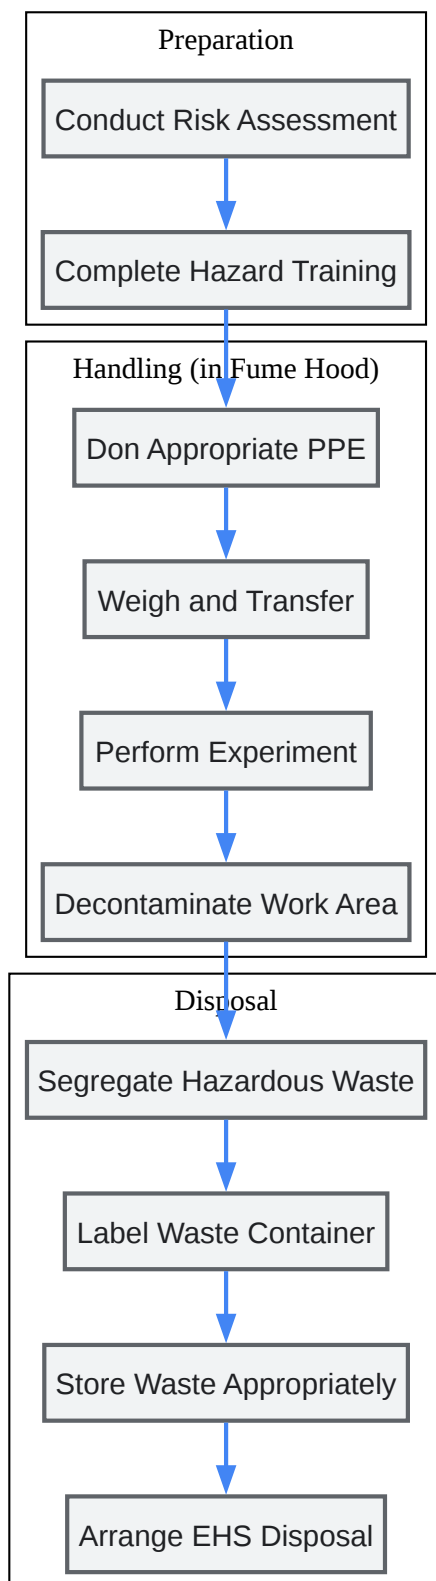 Preparation
Conduct Risk Assessment
Complete Hazard Training
Handling (in Fume Hood)
Don Appropriate PPE
Weigh and Transfer
Perform Experiment
Decontaminate Work Area
Disposal
Segregate Hazardous Waste
Label Waste Container
Store Waste Appropriately
Arrange EHS Disposal